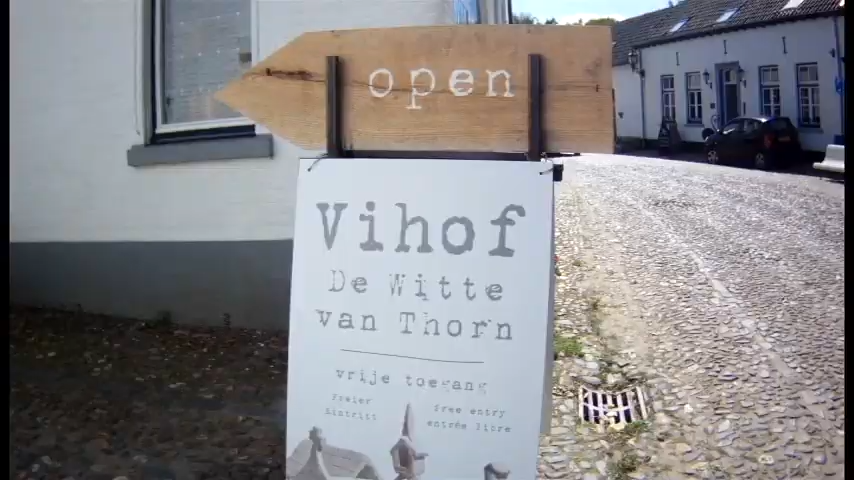 open
Vihof
De Witte
van Thorn
vrije toegang
Freier
Eintritt
free entry
entrée libre